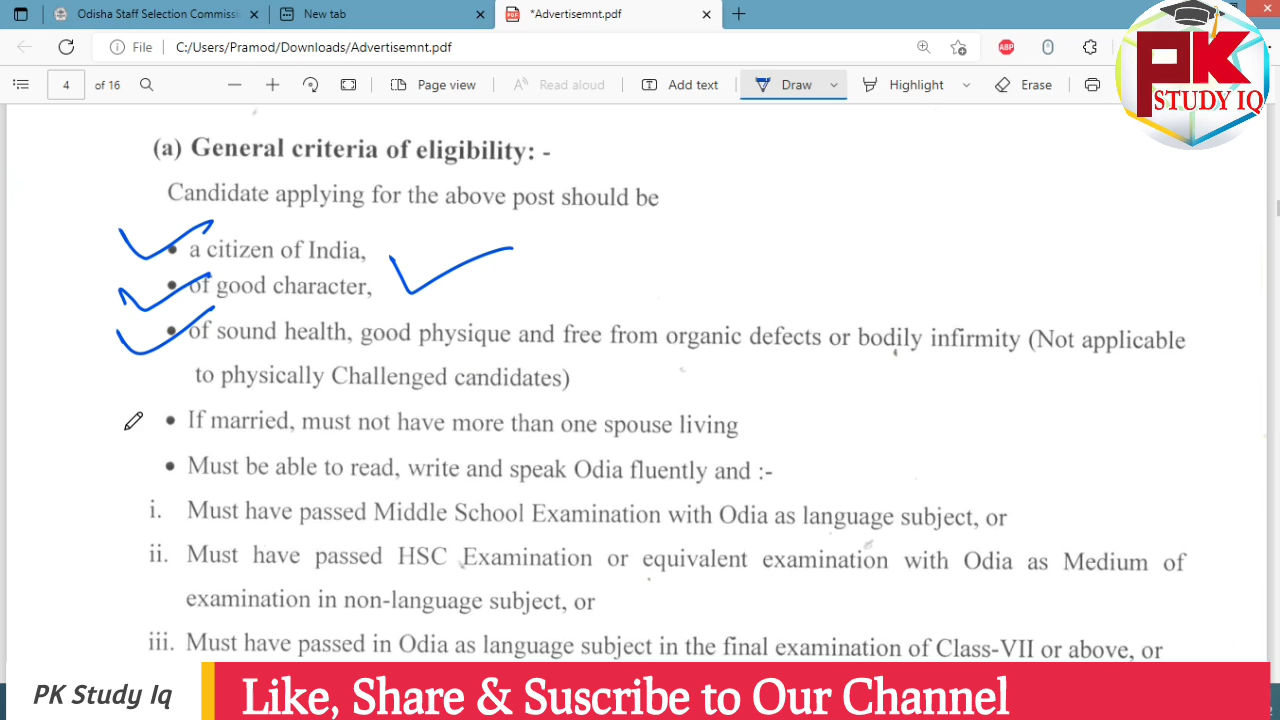 Odisha Staff Selection Commissi
New tab
*Advertisemnt.pdf
File C:/Users/Pramod/Downloads/Advertisemnt.pdf
ABP
4 of 16 Page view Read aloud Add text Draw Highlight Erase
PK
STUDY IQ
(a) General criteria of eligibility: -
Candidate applying for the above post should be
• a citizen of India,
• of good character,
• of sound health, good physique and free from organic defects or bodily infirmity (Not applicable
to physically Challenged candidates)
• If married, must not have more than one spouse living
• Must be able to read, write and speak Odia fluently and :-
i. Must have passed Middle School Examination with Odia as language subject, or
ii. Must have passed HSC Examination or equivalent examination with Odia as Medium of
examination in non-language subject, or
iii. Must have passed in Odia as language subject in the final examination of Class-VII or above, or
PK Study Iq
Like, Share & Suscribe to Our Channel